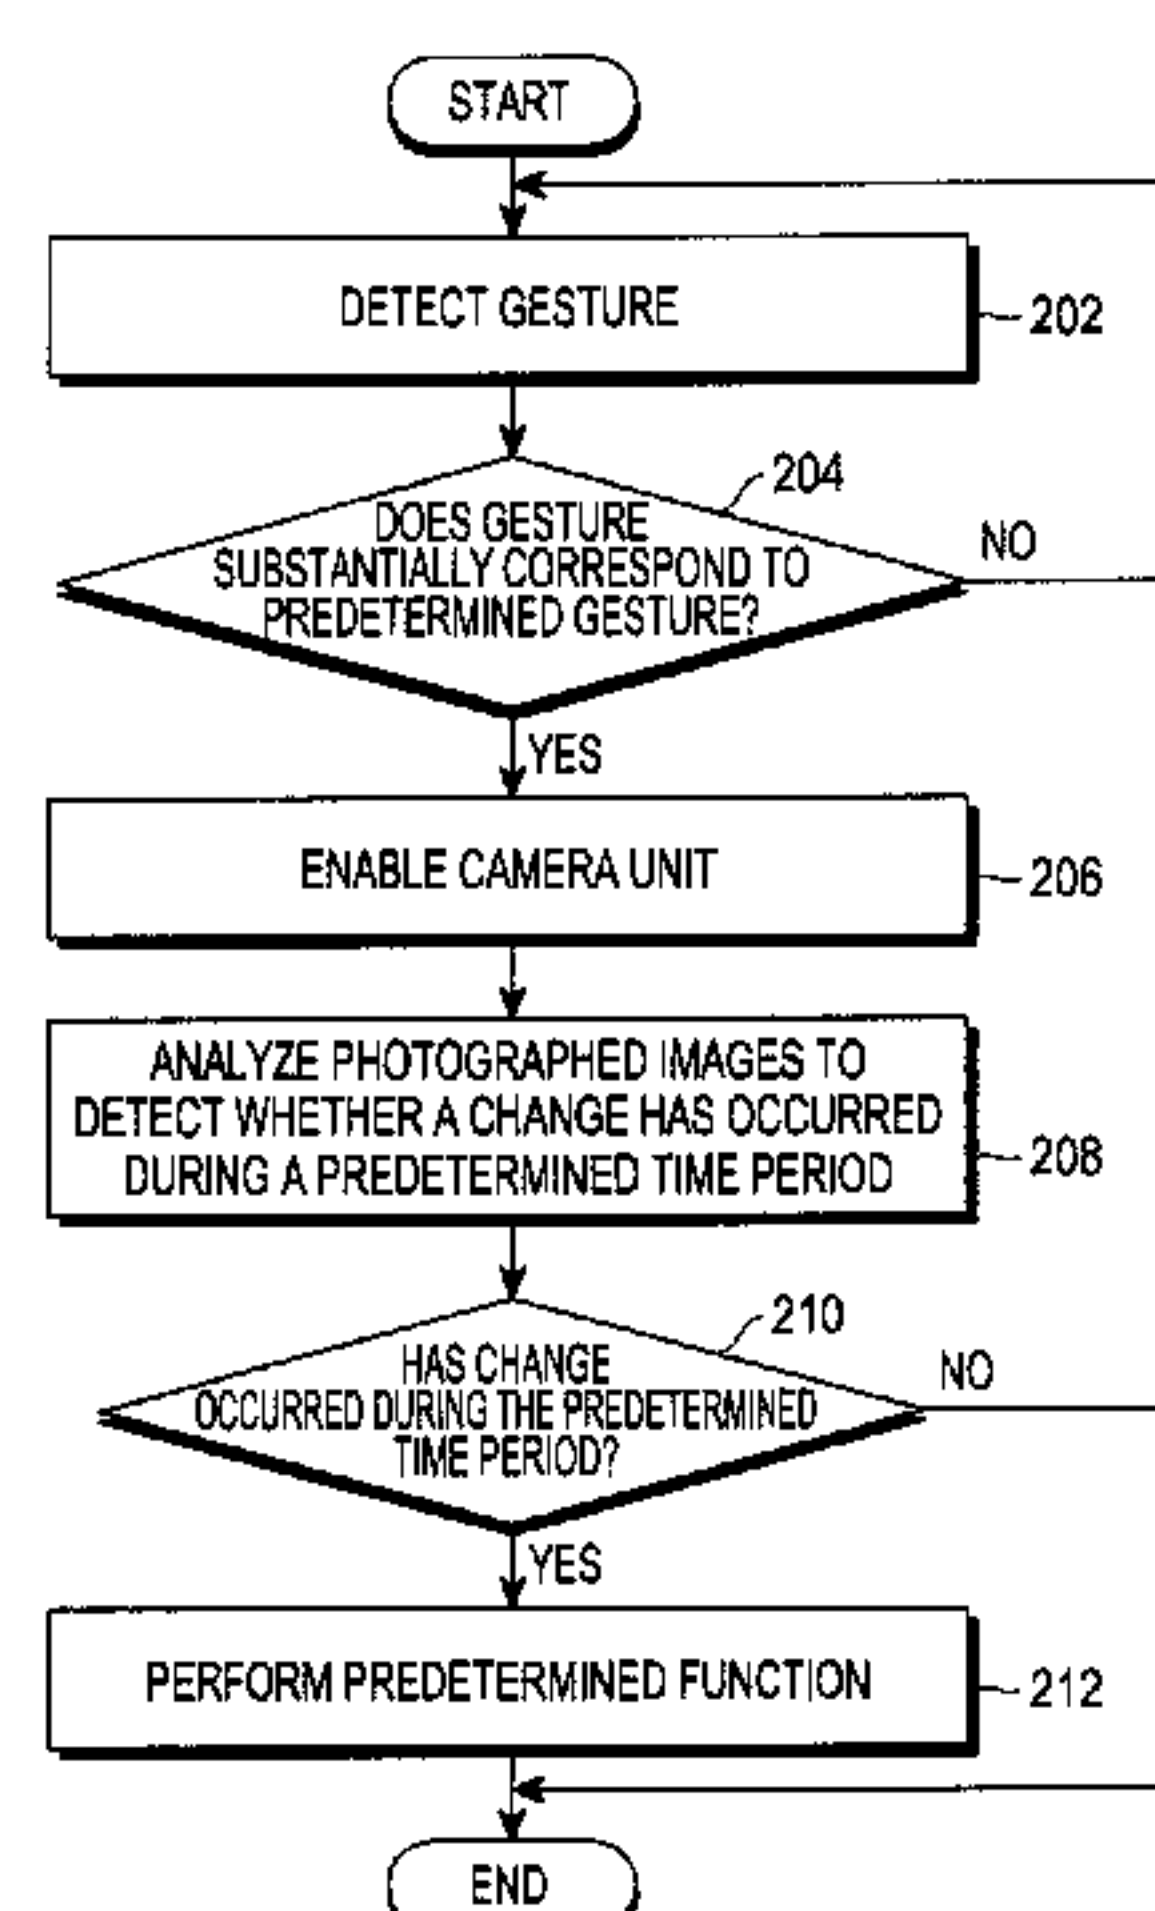 START
DETECT GESTURE
202
204
DOES GESTURE
SUBSTANTIALLY CORRESPOND TO
PREDETERMINED GESTURE?
NO
YES
ENABLE CAMERA UNIT
206
ANALYZE PHOTOGRAPHED IMAGES TO
DETECT WHETHER A CHANGE HAS OCCURRED
DURING A PREDETERMINED TIME PERIOD
208
210
HAS CHANGE
OCCURRED DURING THE PREDETERMINED
TIME PERIOD?
NO
YES
PERFORM PREDETERMINED FUNCTION
212
END